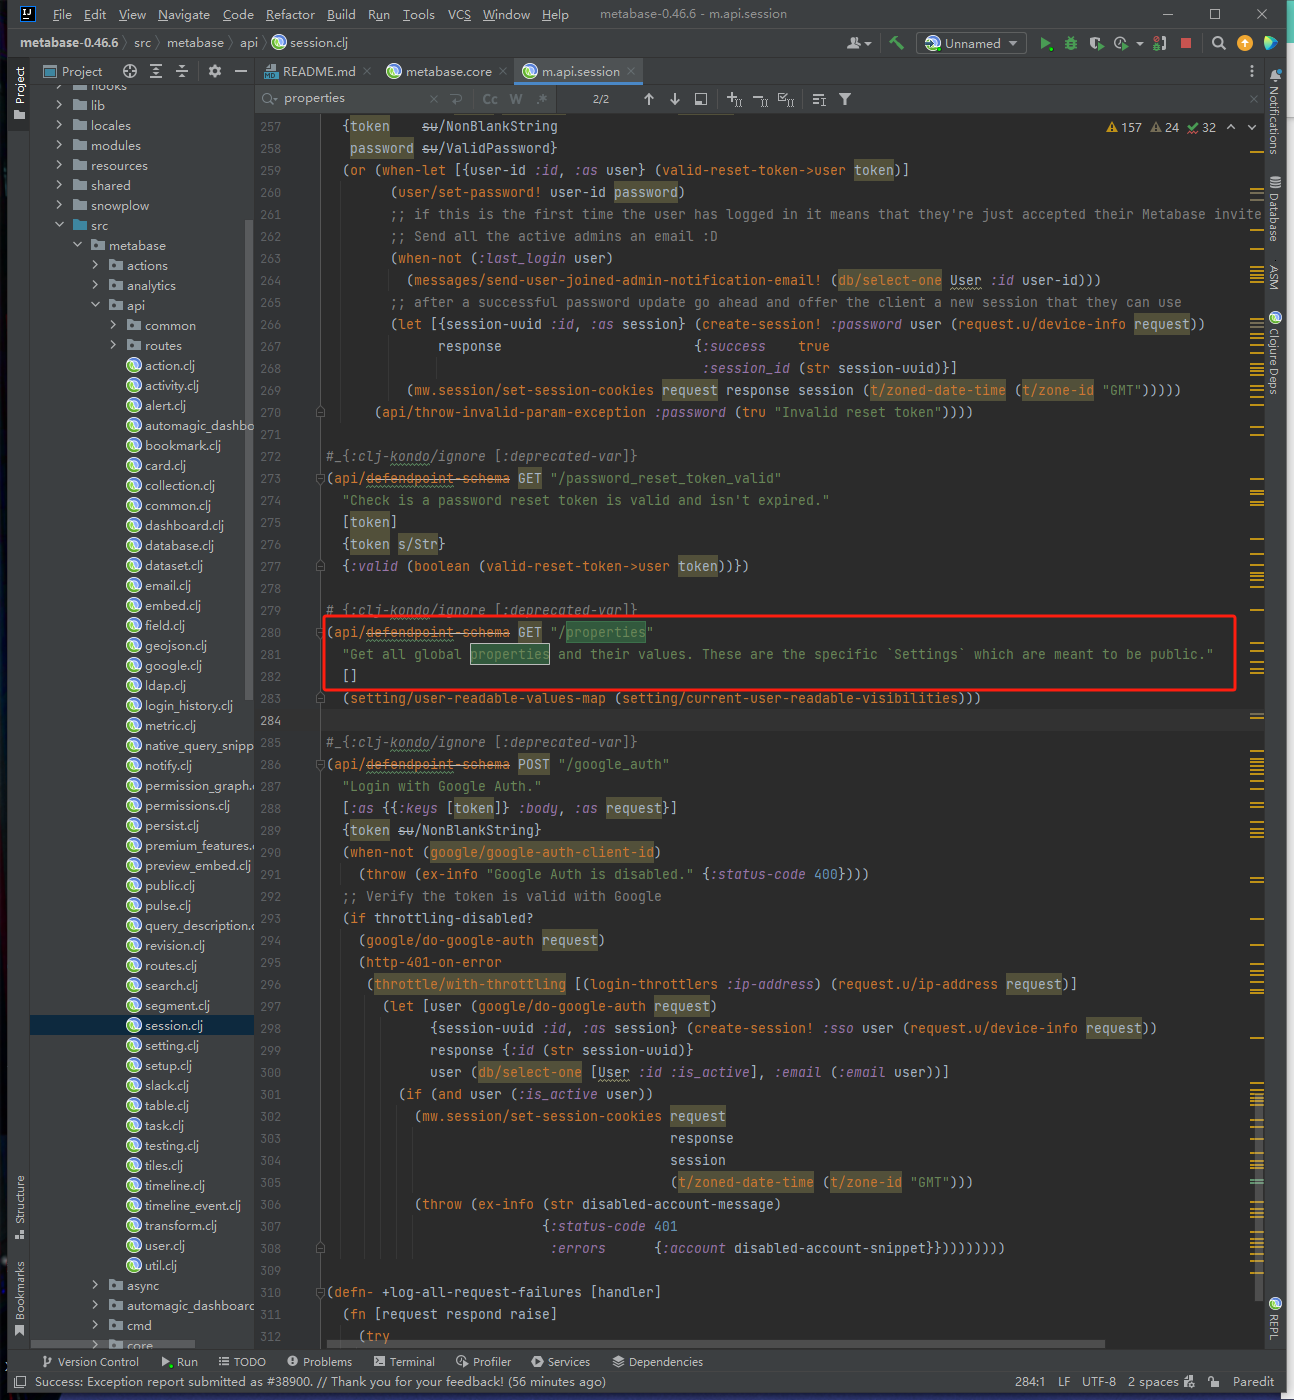 File Edit View Navigate Code Refactor Build Run Tools VCS Window Help metabase-0.46.6 - m.api.session
metabase-0.46.6 src metabase api session.clj Unnamed
Project README.md metabase.core m.api.session
properties Cc W .* 2/2
157 24 32
Project
Structure
Bookmarks
hooks
lib
locales
modules
resources
shared
snowplow
src
metabase
actions
analytics
api
common
routes
action.clj
activity.clj
alert.clj
automagic_dashbo
bookmark.clj
card.clj
collection.clj
common.clj
dashboard.clj
database.clj
dataset.clj
email.clj
embed.clj
field.clj
geojson.clj
google.clj
ldap.clj
login_history.clj
metric.clj
native_query_snipp
notify.clj
permission_graph.c
permissions.clj
persist.clj
premium_features.c
preview_embed.clj
public.clj
pulse.clj
query_description.c
revision.clj
routes.clj
search.clj
segment.clj
session.clj
setting.clj
setup.clj
slack.clj
table.clj
task.clj
testing.clj
tiles.clj
timeline.clj
timeline_event.clj
transform.clj
user.clj
util.clj
async
automagic_dashboard
cmd
core
257 {token su/NonBlankString
258 password su/ValidPassword}
259 (or (when-let [{user-id :id, :as user} (valid-reset-token->user token)]
260 (user/set-password! user-id password)
261 ;; if this is the first time the user has logged in it means that they're just accepted their Metabase invite
262 ;; Send all the active admins an email :D
263 (when-not (:last_login user)
264 (messages/send-user-joined-admin-notification-email! (db/select-one User :id user-id)))
265 ;; after a successful password update go ahead and offer the client a new session that they can use
266 (let [{session-uuid :id, :as session} (create-session! :password user (request.u/device-info request))
267 response {:success true
268 :session_id (str session-uuid)}]
269 (mw.session/set-session-cookies request response session (t/zoned-date-time (t/zone-id "GMT")))))
270 (api/throw-invalid-param-exception :password (tru "Invalid reset token"))))
271
272 #_{:clj-kondo/ignore [:deprecated-var]}
273 (api/defendpoint-schema GET "/password_reset_token_valid"
274 "Check is a password reset token is valid and isn't expired."
275 [token]
276 {token s/Str}
277 {:valid (boolean (valid-reset-token->user token))})
278
279 #_{:clj-kondo/ignore [:deprecated-var]}
280 (api/defendpoint-schema GET "/properties"
281 "Get all global properties and their values. These are the specific `Settings` which are meant to be public."
282 []
283 (setting/user-readable-values-map (setting/current-user-readable-visibilities)))
284
285 #_{:clj-kondo/ignore [:deprecated-var]}
286 (api/defendpoint-schema POST "/google_auth"
287 "Login with Google Auth."
288 [:as {{:keys [token]} :body, :as request}]
289 {token su/NonBlankString}
290 (when-not (google/google-auth-client-id)
291 (throw (ex-info "Google Auth is disabled." {:status-code 400})))
292 ;; Verify the token is valid with Google
293 (if throttling-disabled?
294 (google/do-google-auth request)
295 (http-401-on-error
296 (throttle/with-throttling [(login-throttlers :ip-address) (request.u/ip-address request)]
297 (let [user (google/do-google-auth request)
298 {session-uuid :id, :as session} (create-session! :sso user (request.u/device-info request))
299 response {:id (str session-uuid)}
300 user (db/select-one [User :id :is_active], :email (:email user))]
301 (if (and user (:is_active user))
302 (mw.session/set-session-cookies request
303 response
304 session
305 (t/zoned-date-time (t/zone-id "GMT")))
306 (throw (ex-info (str disabled-account-message)
307 {:status-code 401
308 :errors {:account disabled-account-snippet}}))))))))
309
310 (defn- +log-all-request-failures [handler]
311 (fn [request respond raise]
312 (try
Notifications
Database
ASM
Clojure Deps
REPL
Version Control Run TODO Problems Terminal Profiler Services Dependencies
Success: Exception report submitted as #38900. // Thank you for your feedback! (56 minutes ago) 284:1 LF UTF-8 2 spaces Paredit